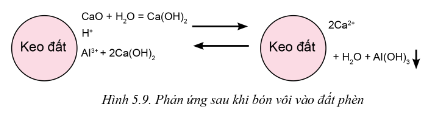 CaO + H₂O = Ca(OH)₂
H⁺
Keo đất
Al³⁺ + 2Ca(OH)₂
2Ca²⁺
Keo đất
+ H₂O + Al(OH)₃
Hình 5.9. Phản ứng sau khi bón vôi vào đất phèn